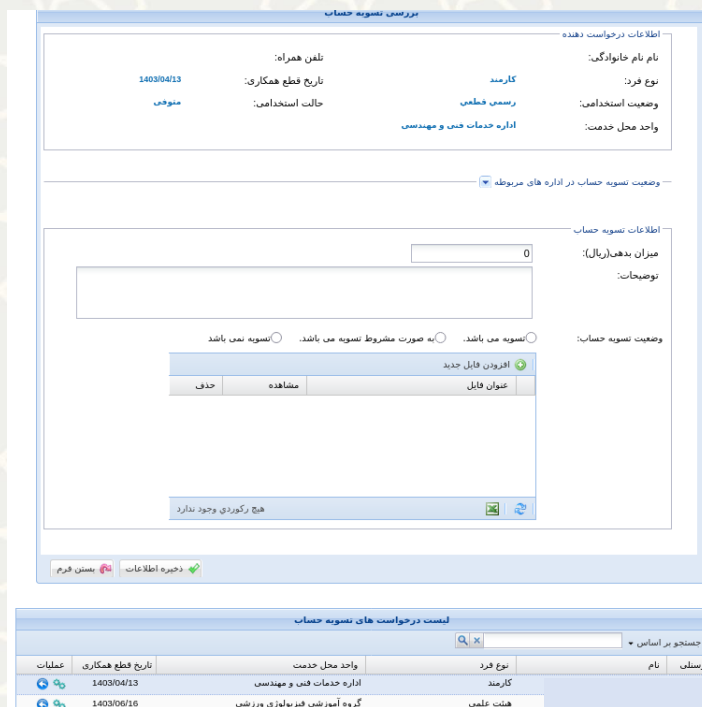 بررسی تسویه حساب
اطلاعات درخواست دهنده
نام نام خانوادگی: تلفن همراه:
نوع فرد: کارمند تاریخ قطع همکاری: 1403/04/13
وضعیت استخدامی: رسمی قطعی حالت استخدامی: متوفی
واحد محل خدمت: اداره خدمات فنی و مهندسی
وضعیت تسویه حساب در اداره های مربوطه
اطلاعات تسویه حساب
میزان بدهی(ریال): 0
توضیحات:
وضعیت تسویه حساب: تسویه می باشد. به صورت مشروط تسویه می باشد. تسویه نمی باشد
افزودن فایل جدید
عنوان فایل مشاهده حذف
هیچ رکوردي وجود ندارد
ذخیره اطلاعات بستن فرم
لیست درخواست های تسویه حساب
جستجو بر اساس
نام نوع فرد واحد محل خدمت تاریخ قطع همکاری عملیات
کارمند اداره خدمات فنی و مهندسی 1403/04/13
هیئت علمی گروه آموزشی فیزیولوژی ورزشی 1403/06/16